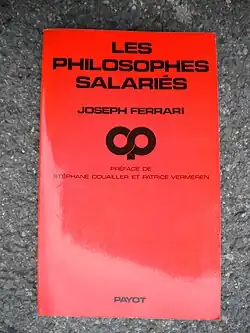 LES
PHILOSOPHES
SALARIÉS
JOSEPH FERRARI
PRÉFACE DE
STÉPHANE DOUAILLER ET PATRICE VERMEREN
PAYOT